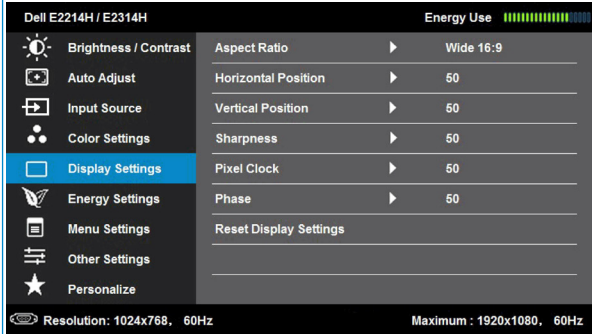 Dell E2214H / E2314H Energy Use
Brightness / Contrast Aspect Ratio Wide 16:9
Auto Adjust Horizontal Position 50
Input Source Vertical Position 50
Color Settings Sharpness 50
Display Settings Pixel Clock 50
Energy Settings Phase 50
Menu Settings Reset Display Settings
Other Settings
Personalize
Resolution: 1024x768, 60Hz Maximum : 1920x1080, 60Hz